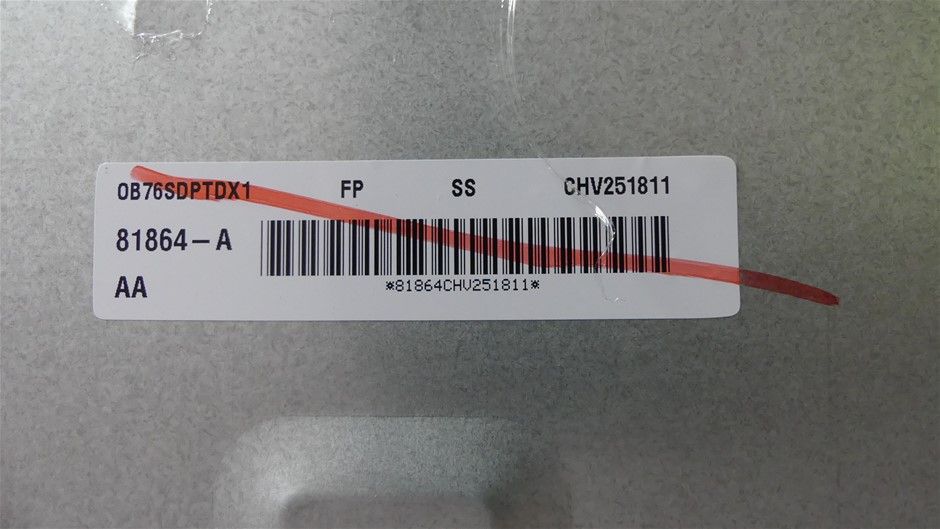 OB76SDPTDX1 FP SS CHV251811
81864-A
*81864CHV251811*
AA